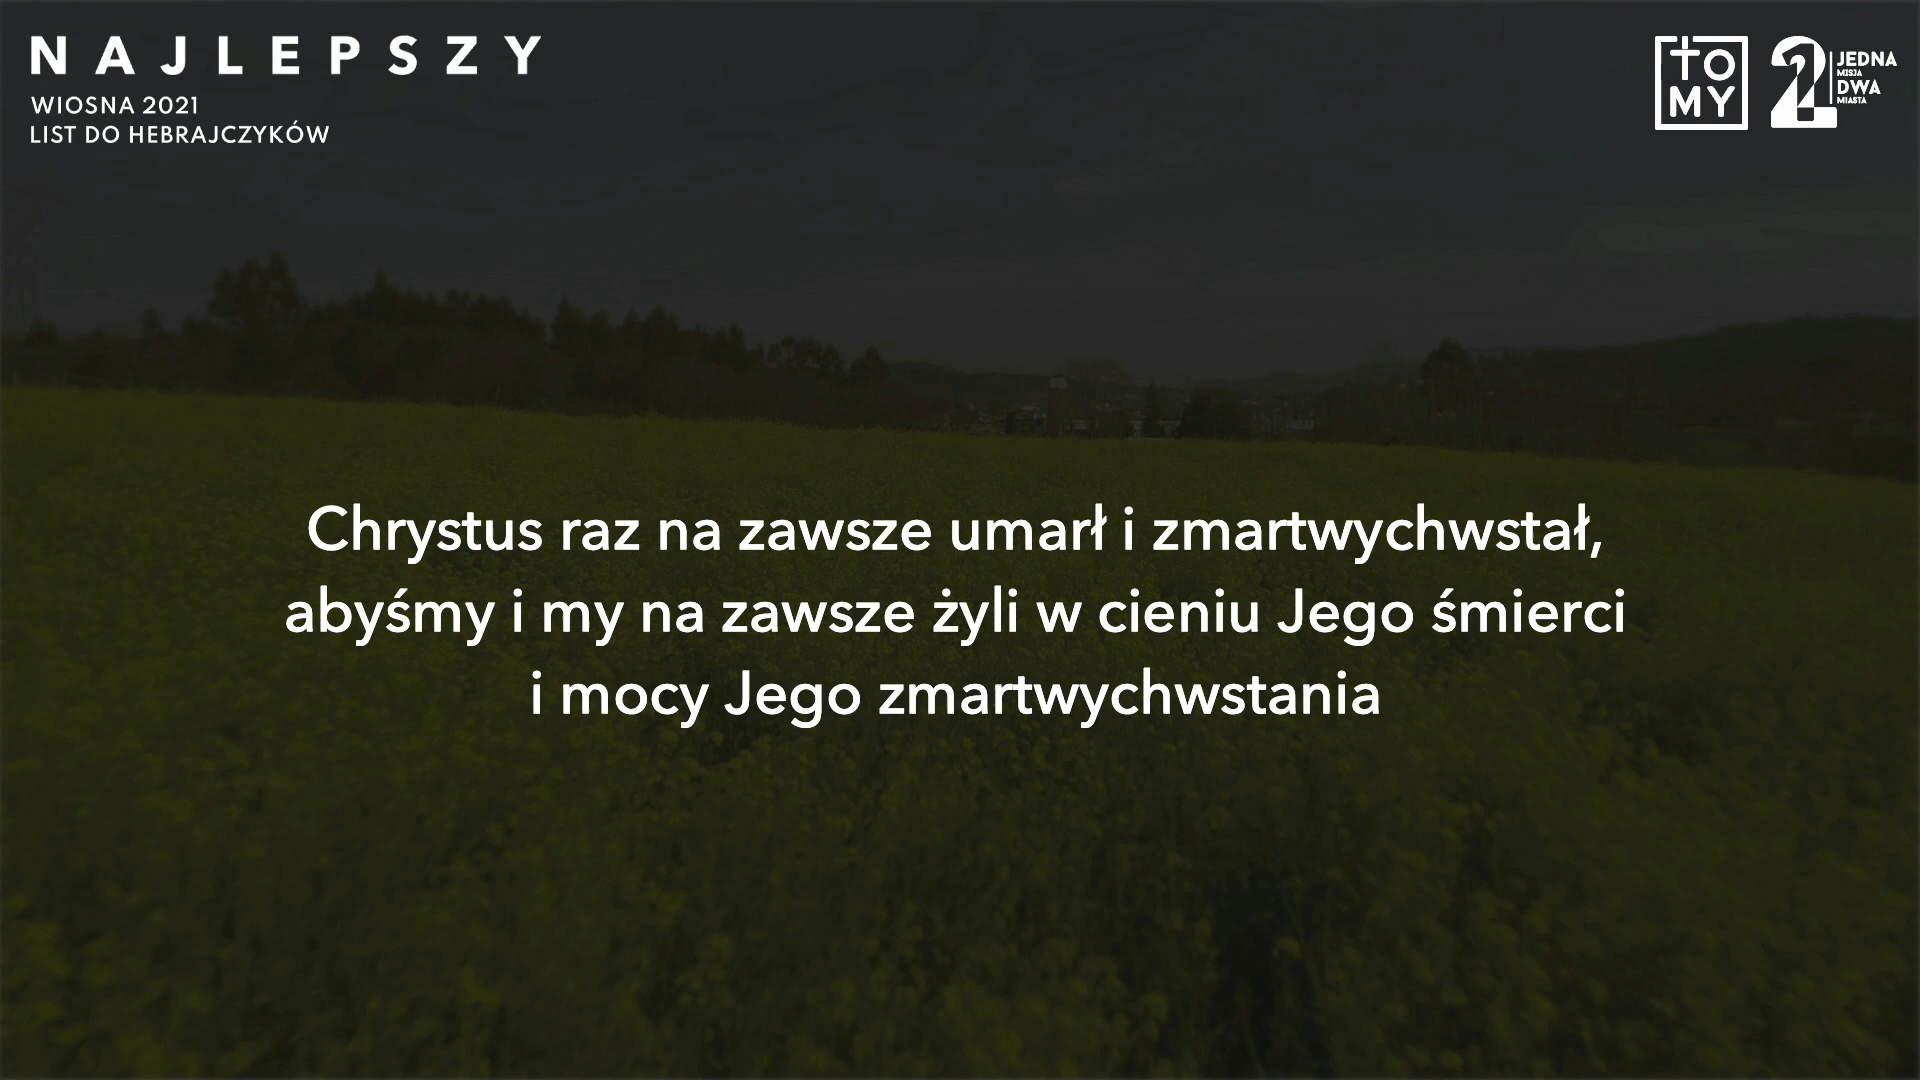 NAJLEPSZY
WIOSNA 2021
LIST DO HEBRAJCZYKÓW
TO
MY
2
JEDNA
MISJA
DWA
MIASTA
Chrystus raz na zawsze umarł i zmartwychwstał,
abyśmy i my na zawsze żyli w cieniu Jego śmierci
i mocy Jego zmartwychwstania